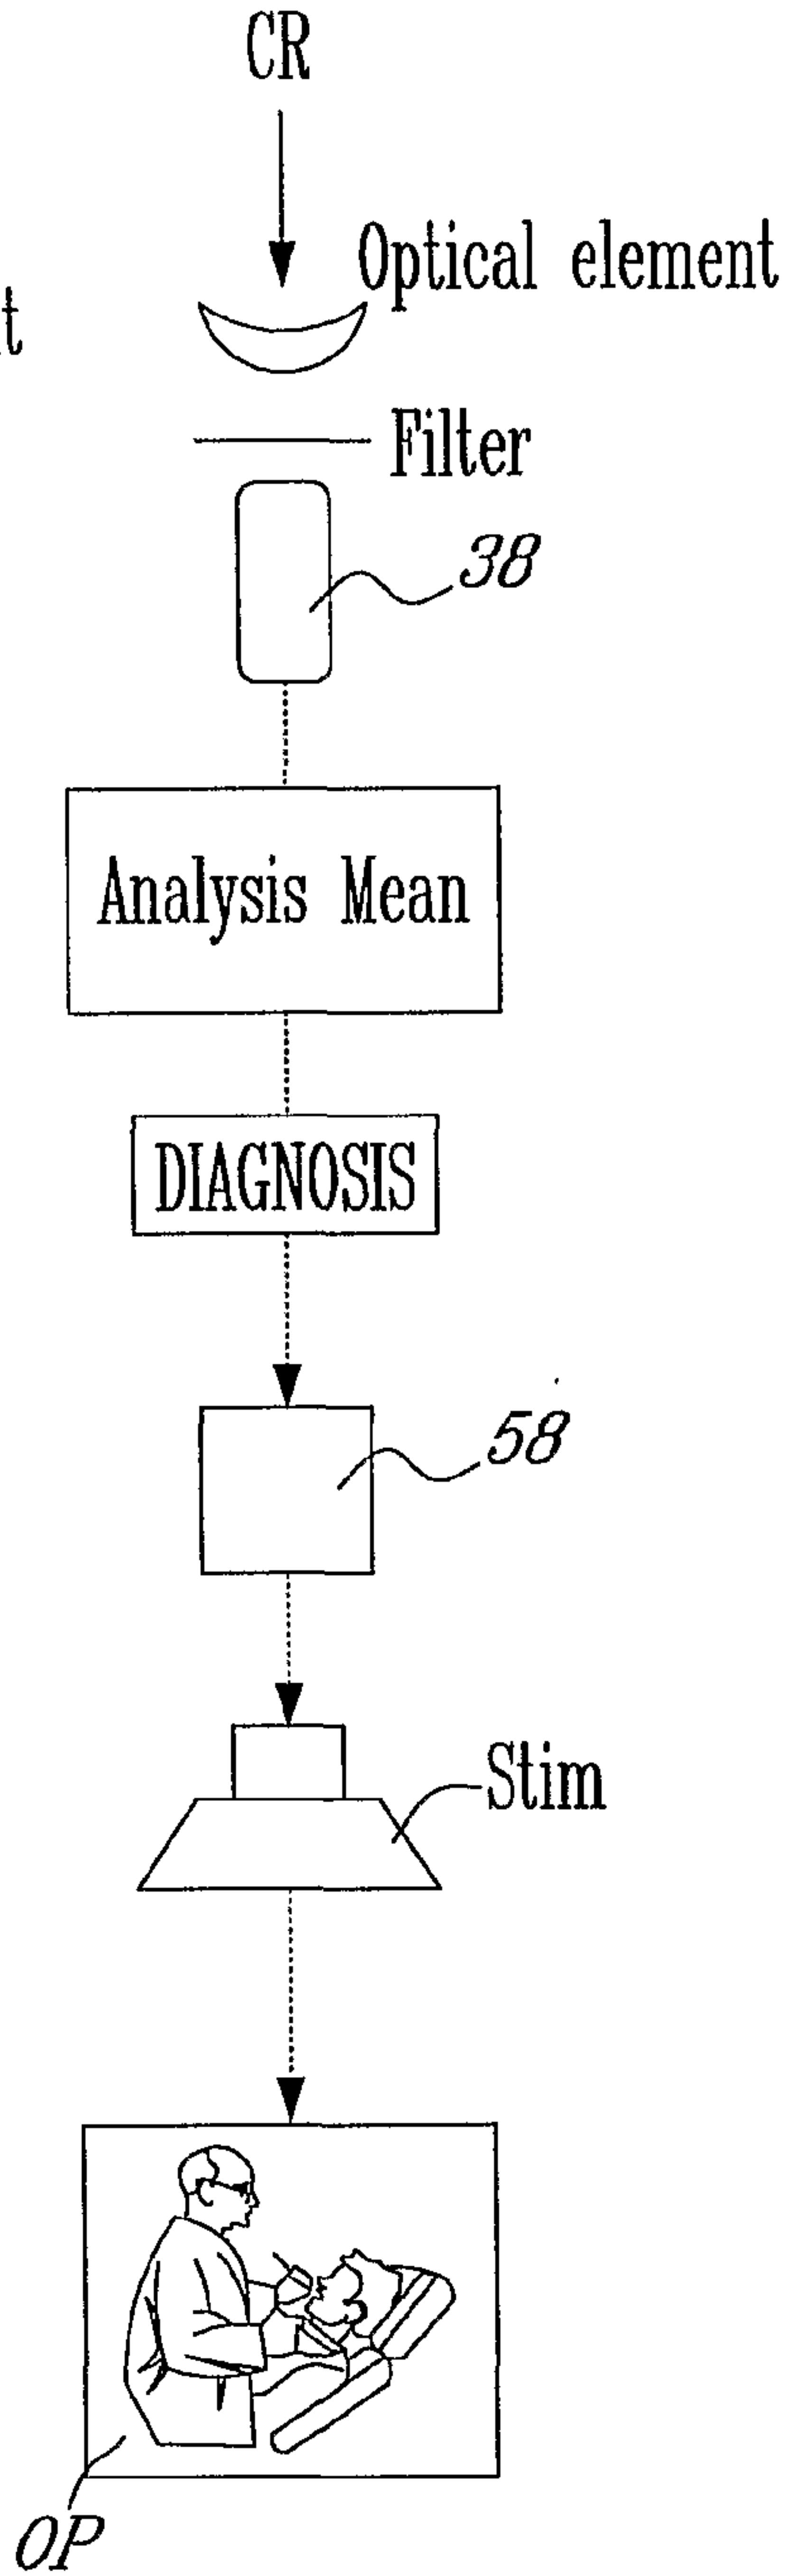 CR
Optical element
t
Filter
38
Analysis Mean
DIAGNOSIS
58
Stim
OP